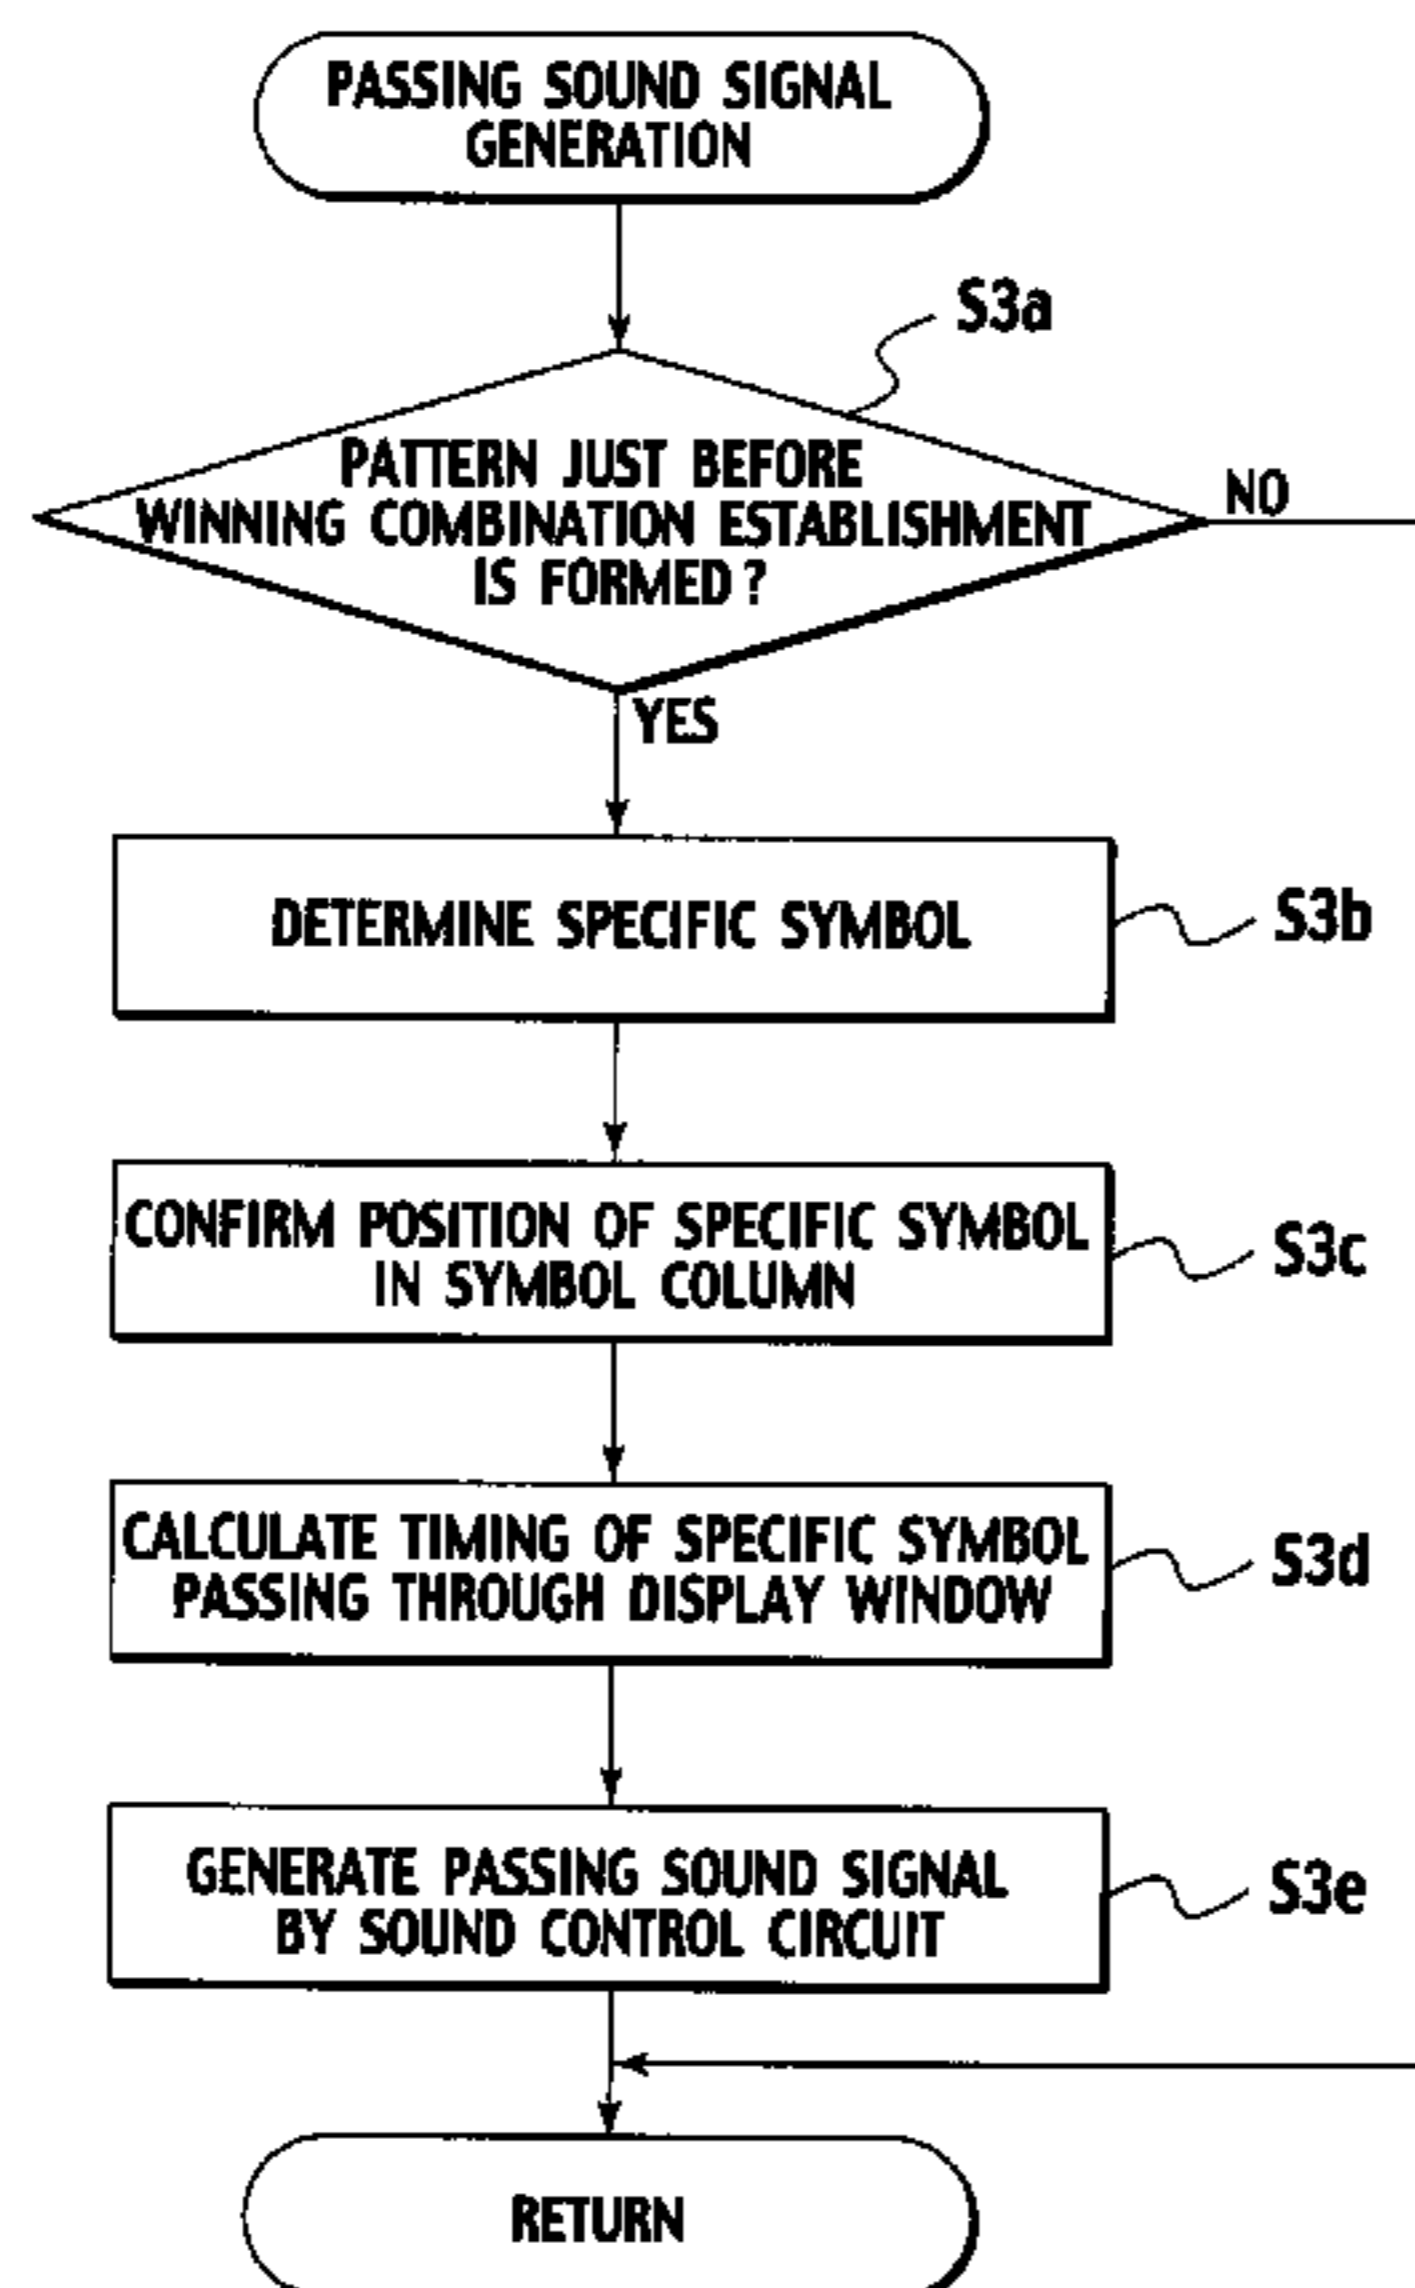 PASSING SOUND SIGNAL
GENERATION
S3a
PATTERN JUST BEFORE
WINNING COMBINATION ESTABLISHMENT
IS FORMED?
NO
YES
DETERMINE SPECIFIC SYMBOL
S3b
CONFIRM POSITION OF SPECIFIC SYMBOL
IN SYMBOL COLUMN
S3c
CALCULATE TIMING OF SPECIFIC SYMBOL
PASSING THROUGH DISPLAY WINDOW
S3d
GENERATE PASSING SOUND SIGNAL
BY SOUND CONTROL CIRCUIT
S3e
RETURN